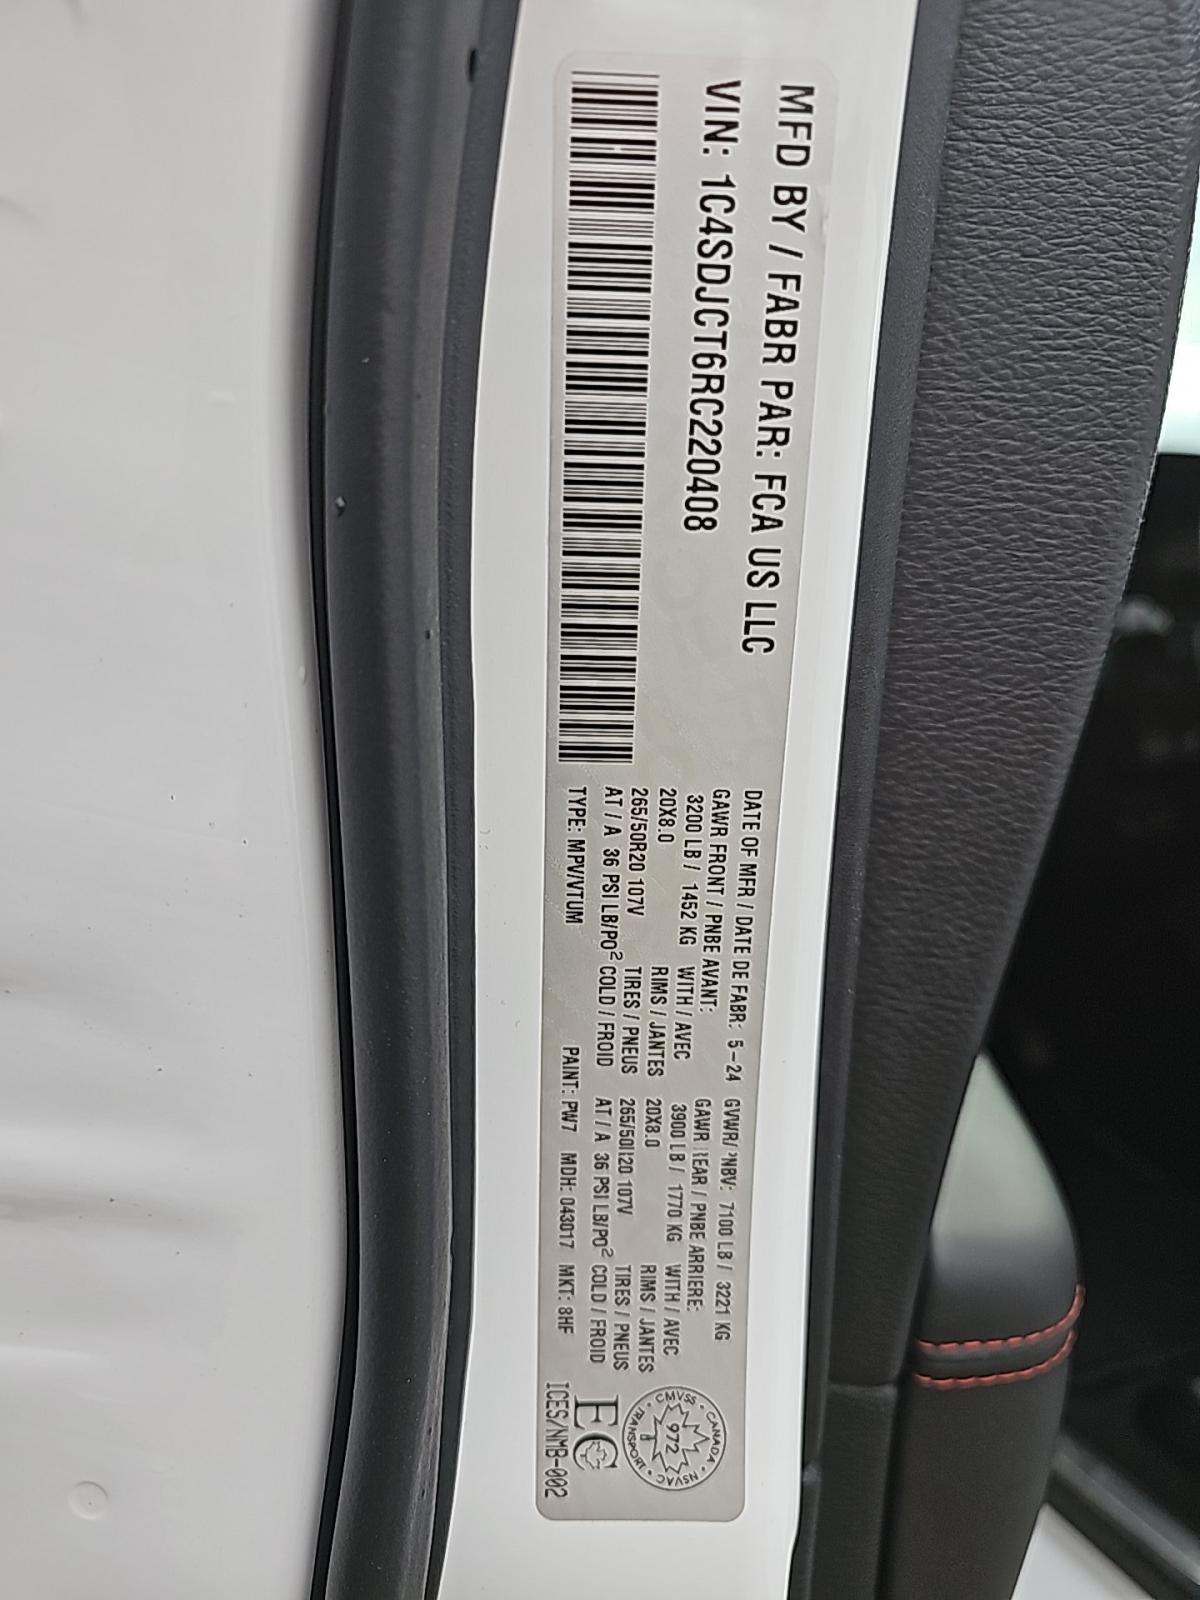 MFD BY / FABR PAR: FCA US LLC
VIN: 1C4SDJCT6RC220408
DATE OF MFR / DATE DE FABR: 5-24 GVWR/PNBV: 7100 LB / 3221 KG
GAWR FRONT / PNBE AVANT: GAWR REAR / PNBE ARRIERE:
3200 LB / 1452 KG WITH / AVEC 3900 LB / 1770 KG WITH / AVEC
20X8.0 RIMS / JANTES 20X8.0 RIMS / JANTES
265/50R20 107V TIRES / PNEUS 265/50R20 107V TIRES / PNEUS
AT / A 36 PSI LB/PO² COLD / FROID AT / A 36 PSI LB/PO² COLD / FROID
TYPE: MPV/VTUM PAINT: PW7 MDH: 043017 MKT: 8HF
CANADA · NSVAC · TRANSPORT · CMVSS ·
972
EC
ICES/NMB-002